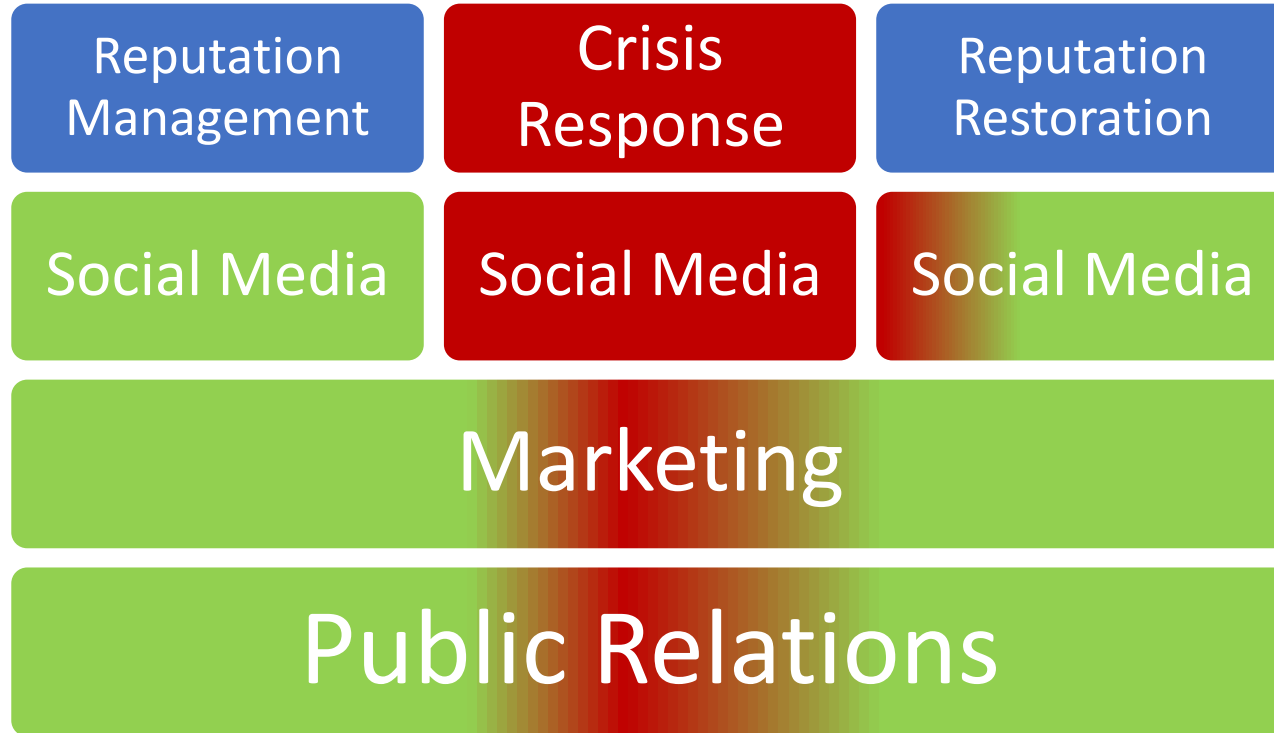 Reputation
Management
Crisis
Response
Reputation
Restoration
Social Media
Social Media
Social Media
Marketing
Public Relations